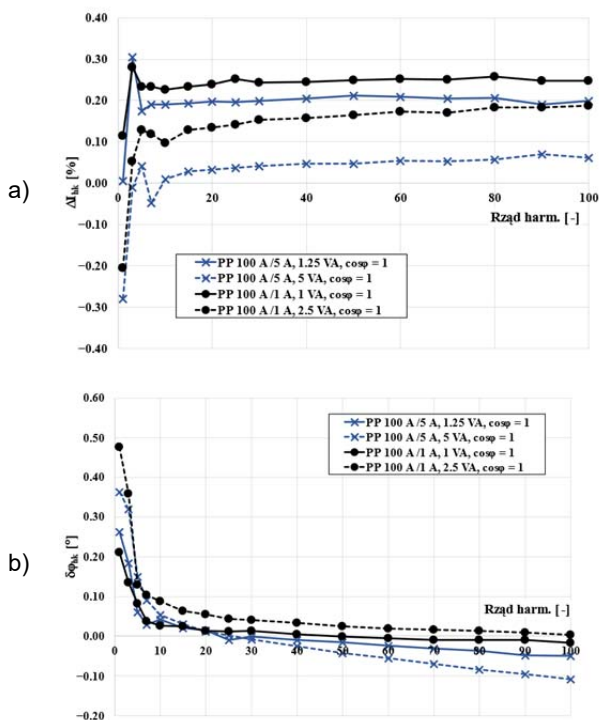 a)
ΔI_hk [%]
0.40
0.30
0.20
0.10
0.00
−0.10
−0.20
−0.30
−0.40
0 20 40 60 80 100
Rząd harm. [-]
PP 100 A /5 A, 1.25 VA, cosφ = 1
PP 100 A /5 A, 5 VA, cosφ = 1
PP 100 A/1 A, 1 VA, cosφ = 1
PP 100 A/1 A, 2.5 VA, cosφ = 1
b)
δφ_hk [º]
0.60
0.50
0.40
0.30
0.20
0.10
0.00
−0.10
−0.20
PP 100 A /5 A, 1.25 VA, cosφ = 1
PP 100 A /5 A, 5 VA, cosφ = 1
PP 100 A/1 A, 1 VA, cosφ = 1
PP 100 A/1 A, 2.5 VA, cosφ = 1
Rząd harm. [-]
0 10 20 30 40 50 60 70 80 90 100